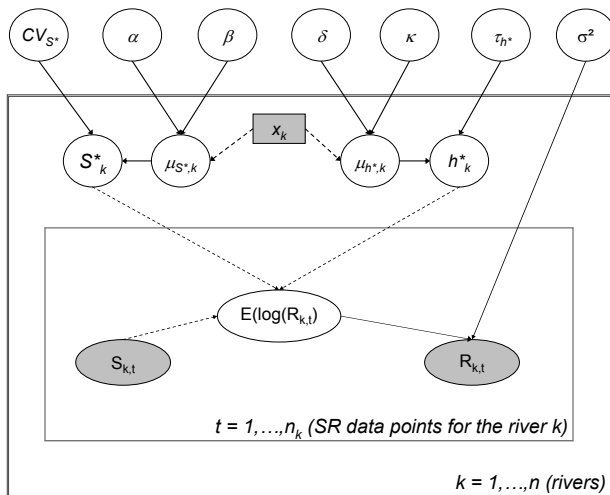 CV_S* α β δ κ τ_h* σ²
x_k
S*_k μ_S*,k μ_h*,k h*_k
E(log(R_k,t)
S_k,t R_k,t
t = 1,…,n_k (SR data points for the river k)
k = 1,…,n (rivers)